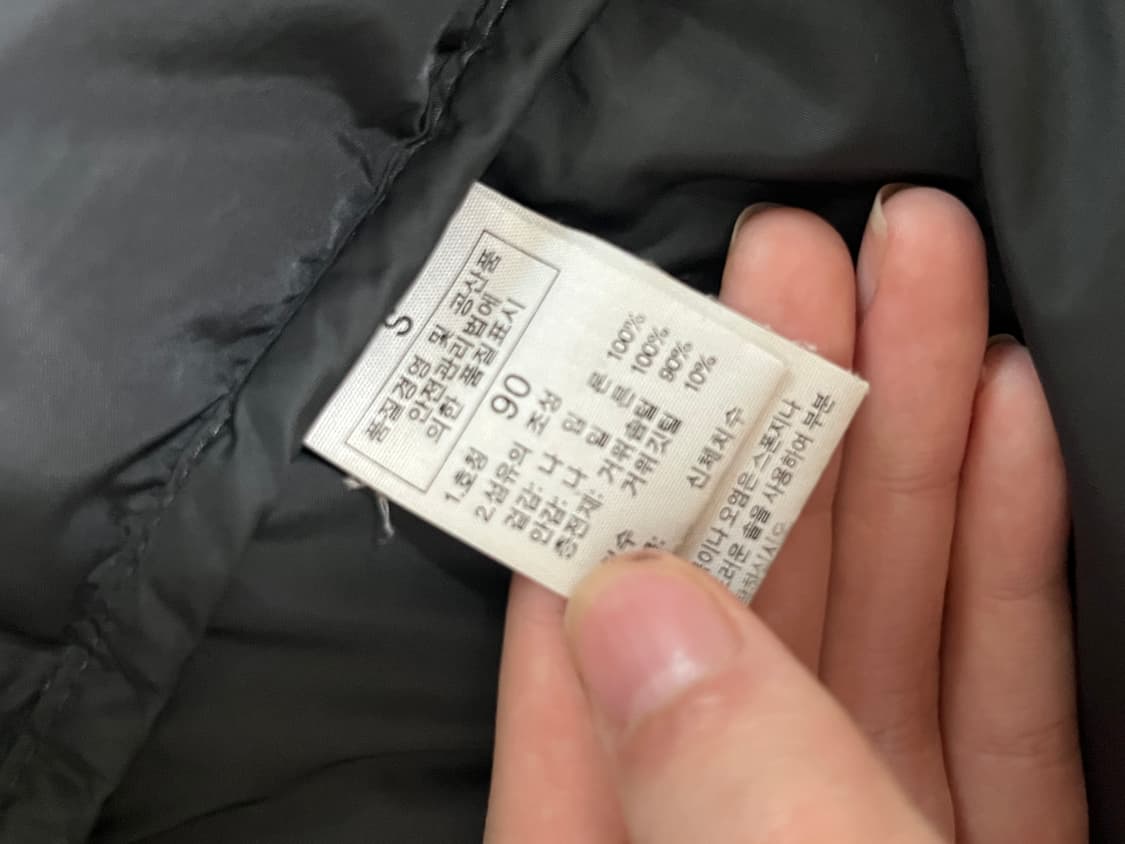 S
품질경영 및 공산품
안전관리법에
의한 품질표시
1.호칭 90
2.섬유의 조성
겉감: 나일론 100%
안감: 나일론 100%
충전재: 거위솜털 90%
거위깃털 10%
신체치수
오염은 스폰지나
솔을 사용하여 부분